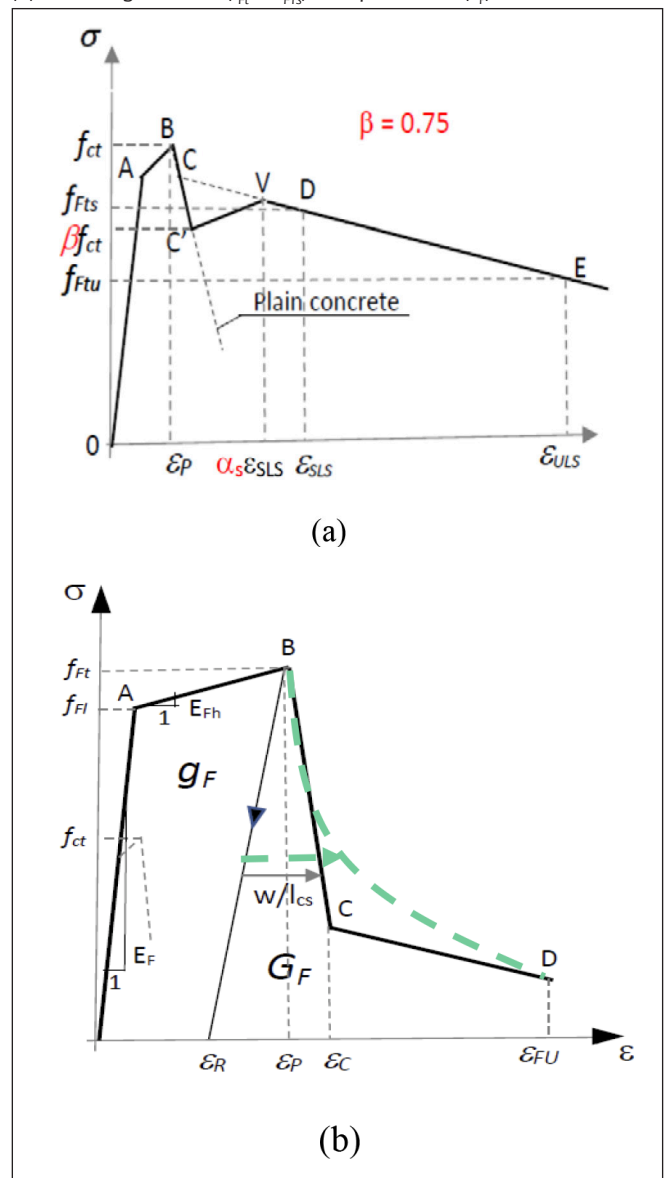 σ
β = 0.75
B
f_ct
A
C
V
D
f_Fts
βf_ct
C'
f_Ftu
E
Plain concrete
0
ε_P
α_sε_SLS
ε_SLS
ε_ULS
(a)
σ
B
f_Ft
A
f_Fl
1
E_Fh
g_F
f_ct
w/l_cs
C
E_F
1
G_F
D
ε_R
ε_P
ε_C
ε_FU
ε
(b)